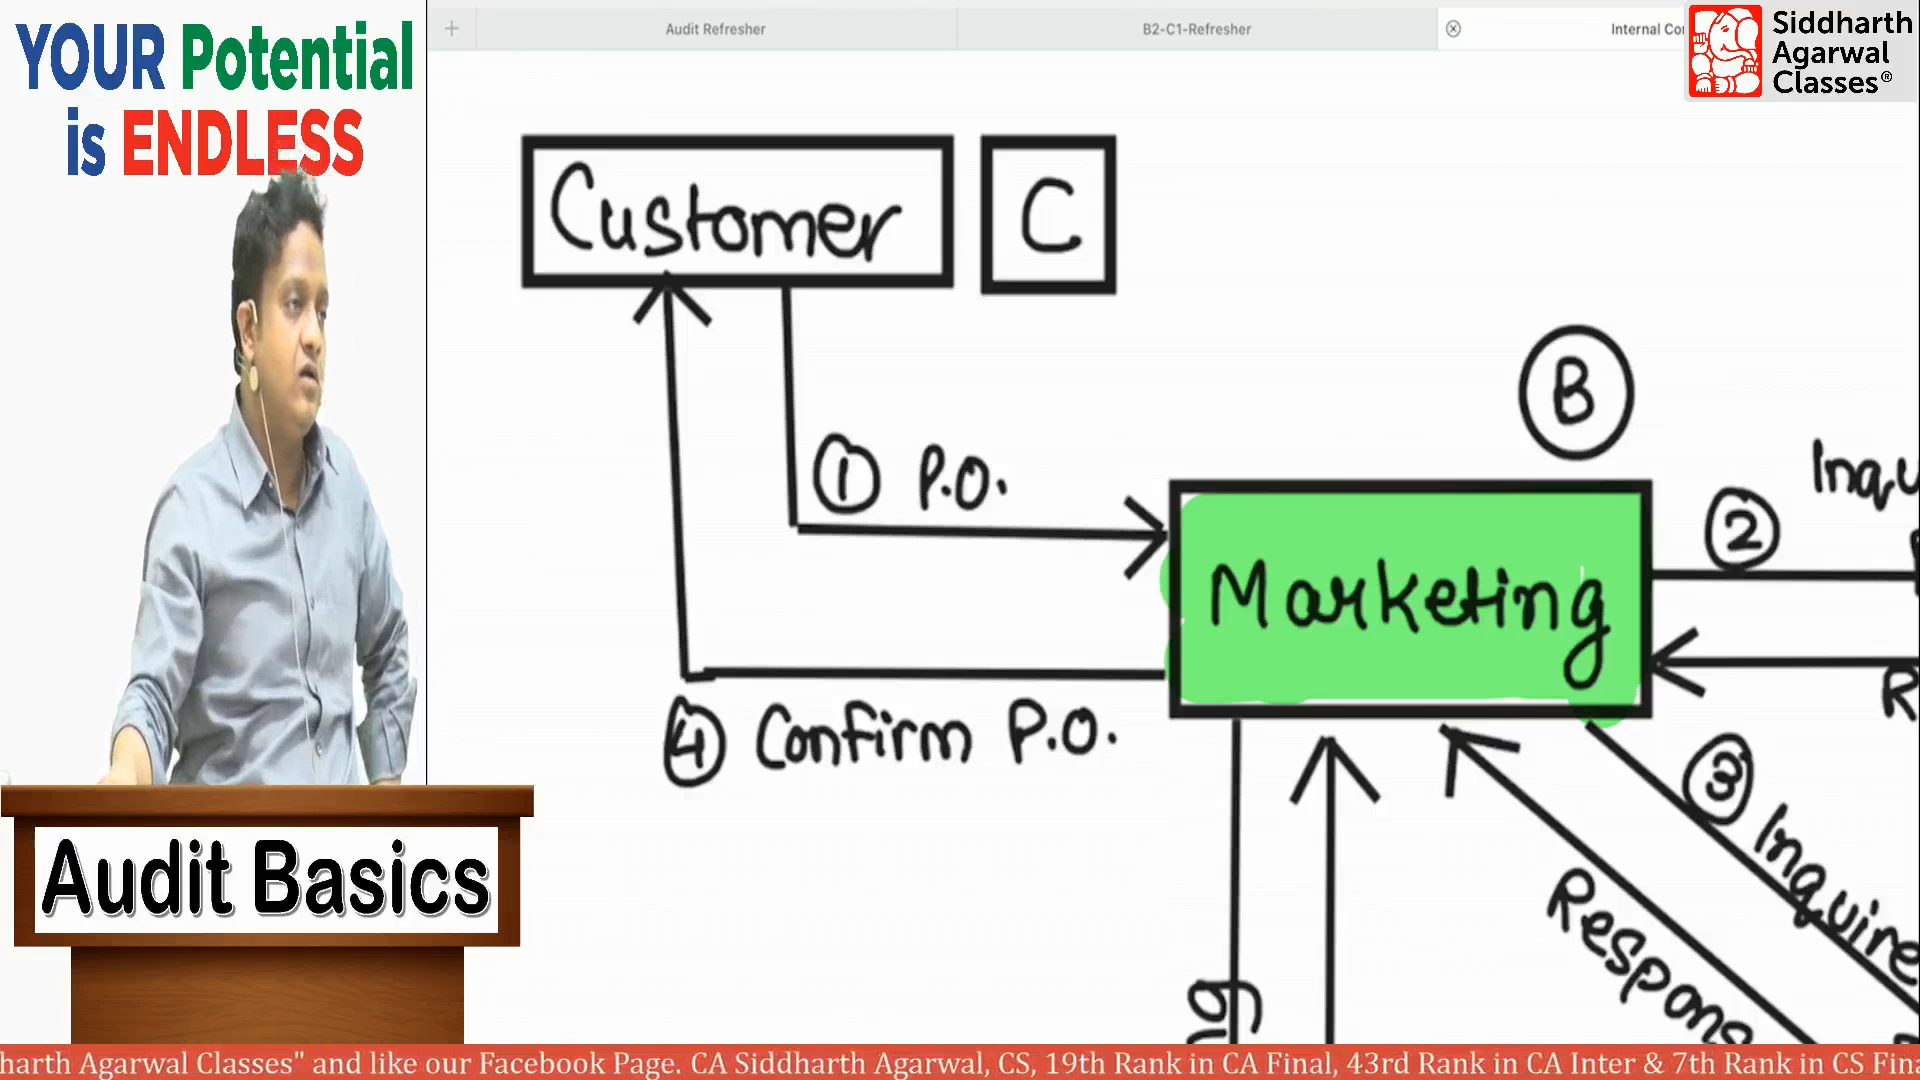 YOUR Potential
is ENDLESS
Audit Refresher
B2-C1-Refresher
Internal Co
Siddharth
Agarwal
Classes®
Customer
C
B
① P.O.
②
Inqu
Marketing
R
④ Confirm P.O.
③ Inquire
Respons
ng
Audit Basics
harth Agarwal Classes" and like our Facebook Page. CA Siddharth Agarwal, CS, 19th Rank in CA Final, 43rd Rank in CA Inter & 7th Rank in CS Fina